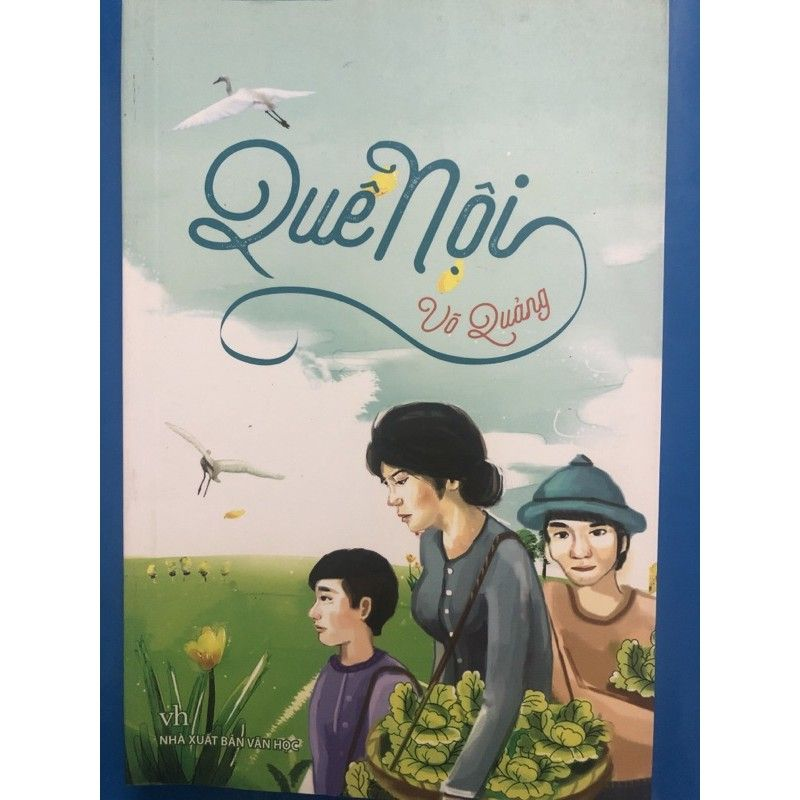 Quê Nội
Võ Quảng
vh
NHÀ XUẤT BẢN VĂN HỌC